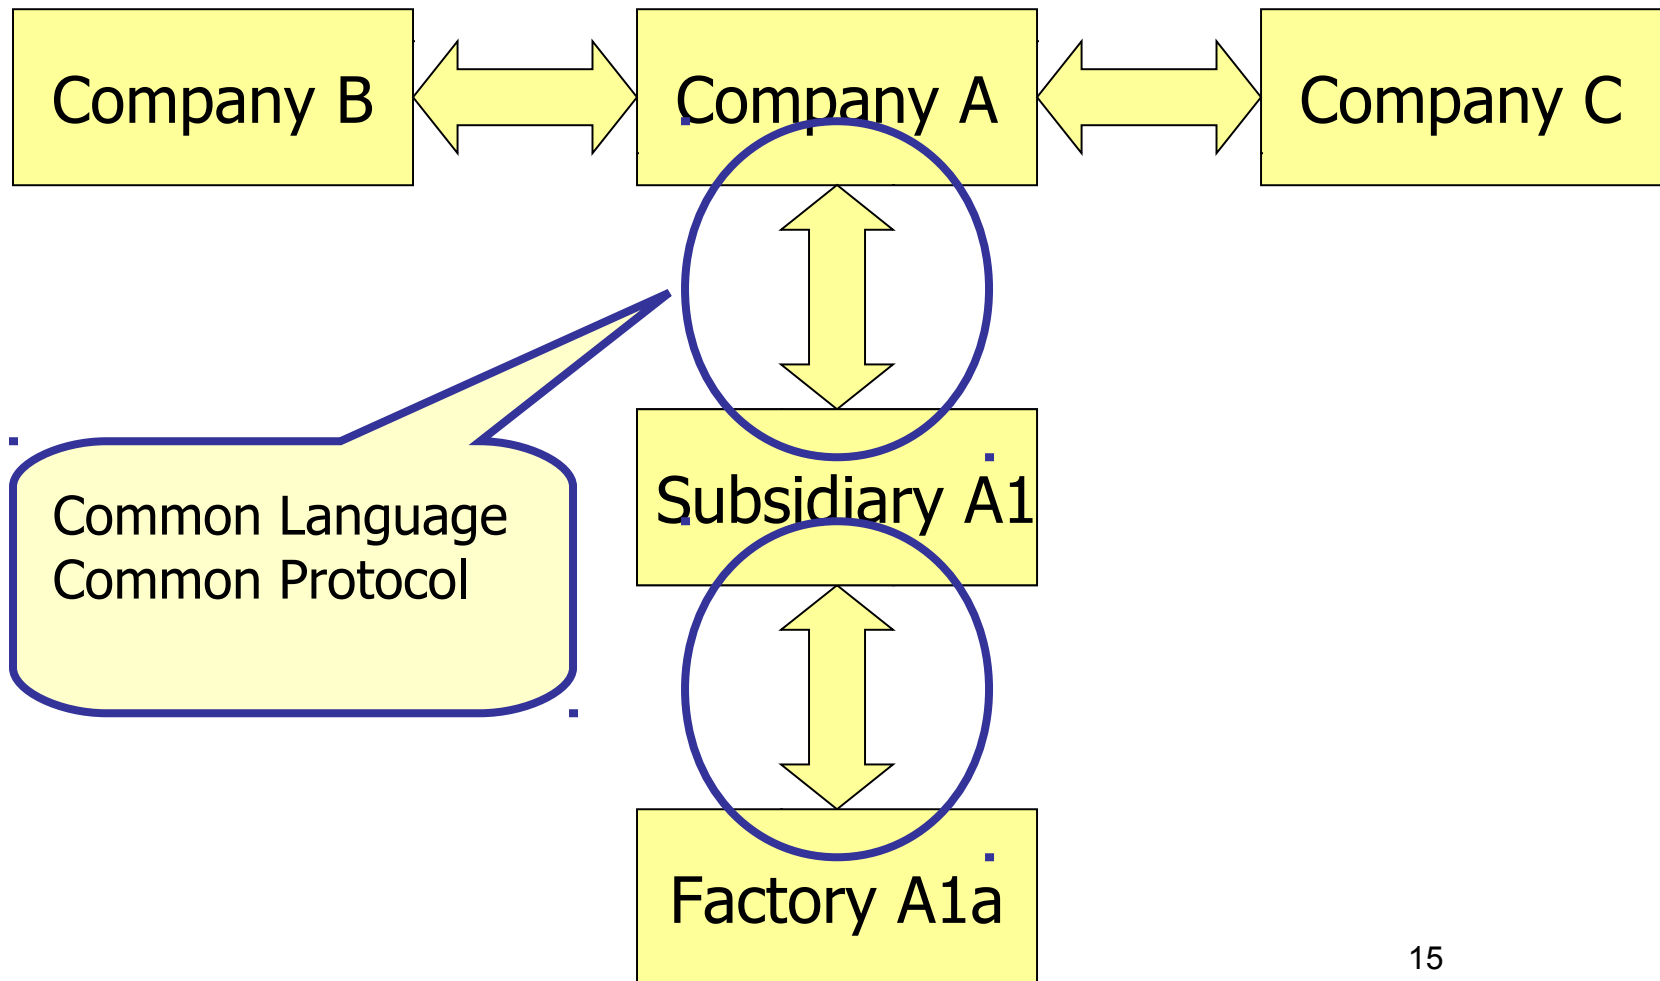 Company B
Company A
Company C
Common Language
Common Protocol
Subsidiary A1
Factory A1a
15